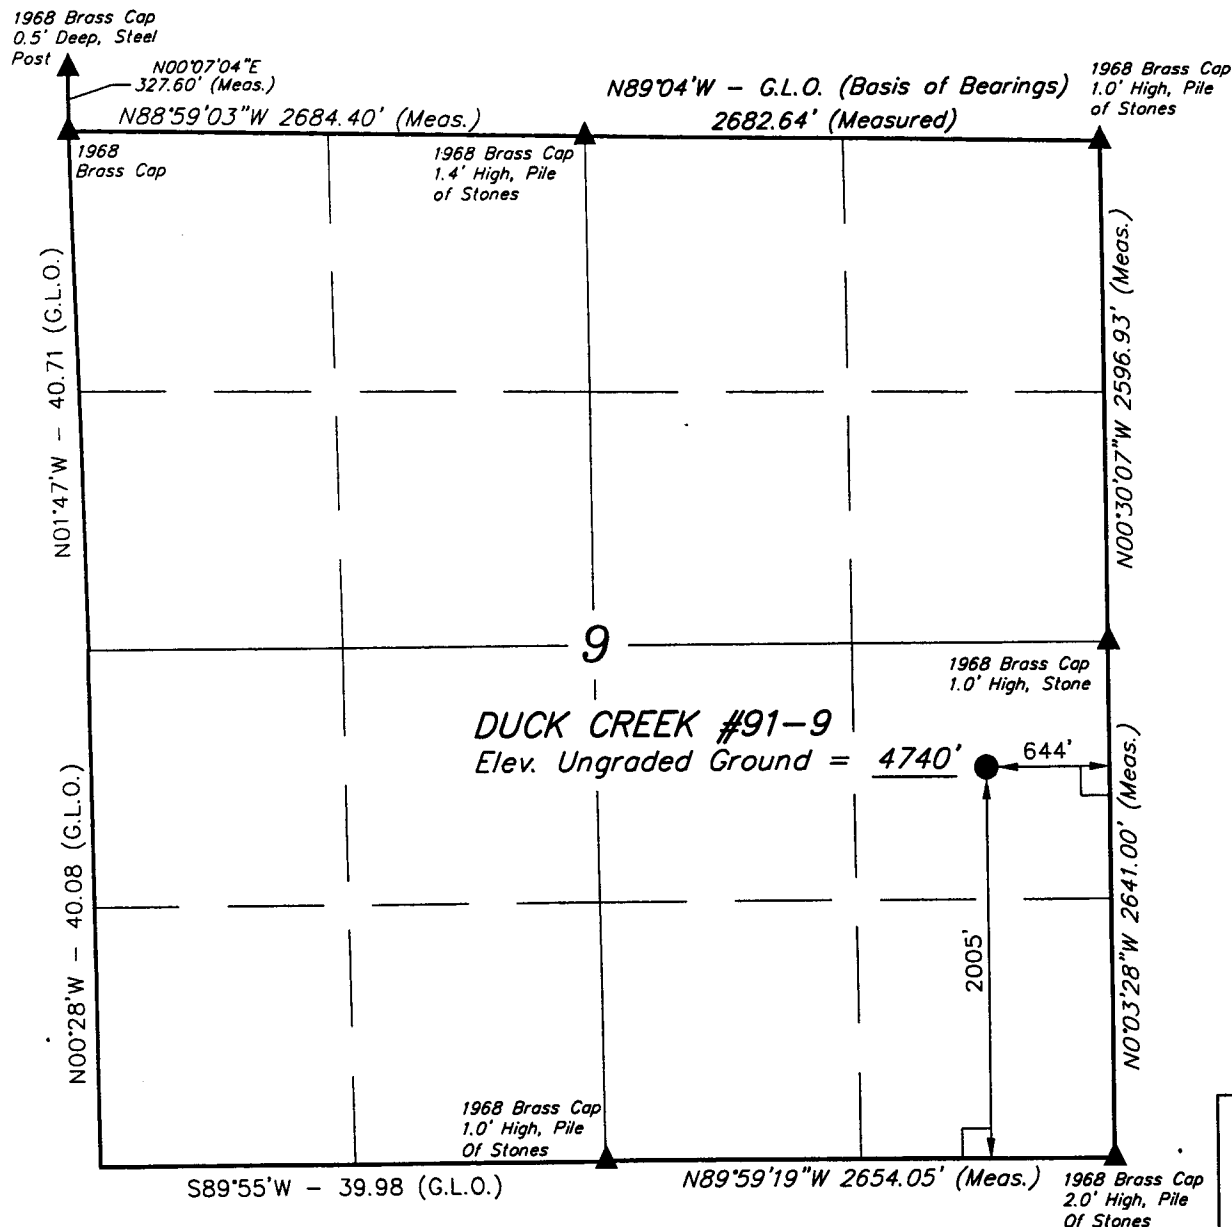 1968 Brass Cap
0.5' Deep, Steel
Post
N00°07'04"E
327.60' (Meas.)
N88°59'03"W 2684.40' (Meas.)
N89°04'W - G.L.O. (Basis of Bearings)
2682.64' (Measured)
1968 Brass Cap
1.0' High, Pile
of Stones
1968
Brass Cap
1968 Brass Cap
1.4' High, Pile
of Stones
N01°47'W - 40.71 (G.L.O.)
N00°30'07"W 2596.93' (Meas.)
9
1968 Brass Cap
1.0' High, Stone
DUCK CREEK #91-9
Elev. Ungraded Ground = 4740'
644'
2005'
N00°28'W - 40.08 (G.L.O.)
N0°03'28"W 2641.00' (Meas.)
1968 Brass Cap
1.0' High, Pile
Of Stones
S89°55'W - 39.98 (G.L.O.)
N89°59'19"W 2654.05' (Meas.)
1968 Brass Cap
2.0' High, Pile
Of Stones